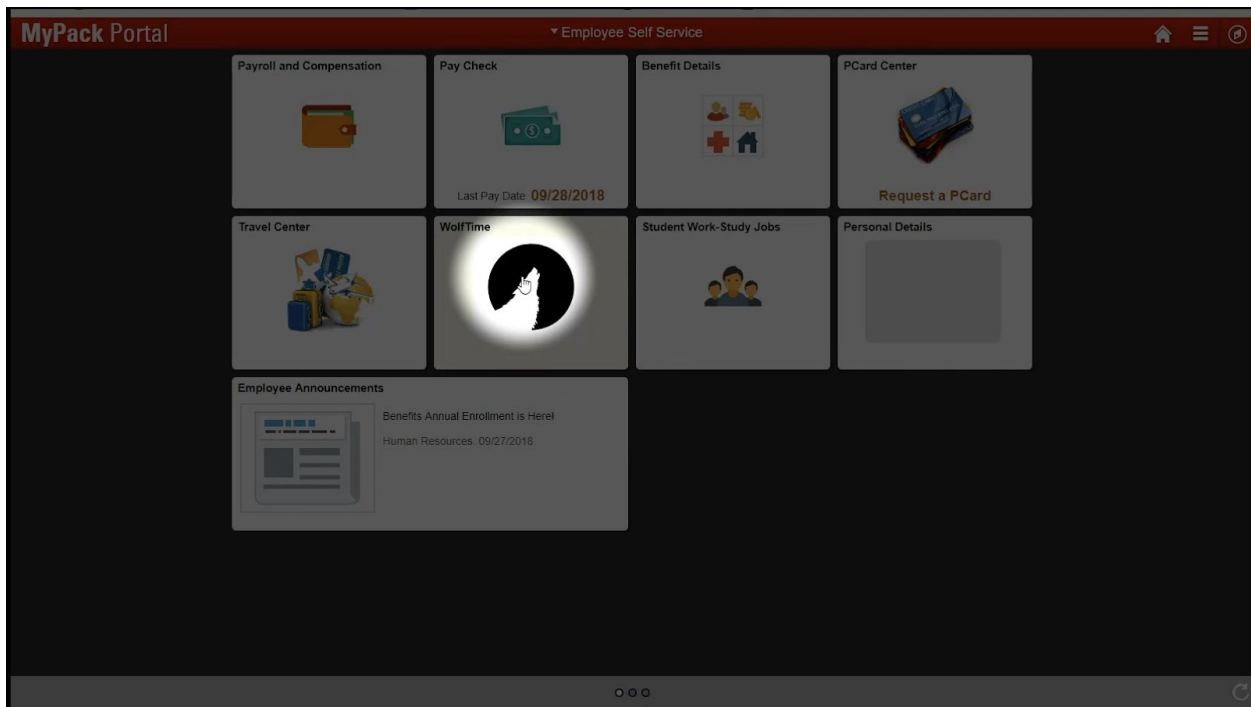 MyPack Portal
Employee Self Service
Payroll and Compensation
Pay Check
Last Pay Date 09/28/2018
Benefit Details
PCard Center
Request a PCard
Travel Center
WolfTime
Student Work-Study Jobs
Personal Details
Employee Announcements
Benefits Annual Enrollment is Here!
Human Resources. 09/27/2018